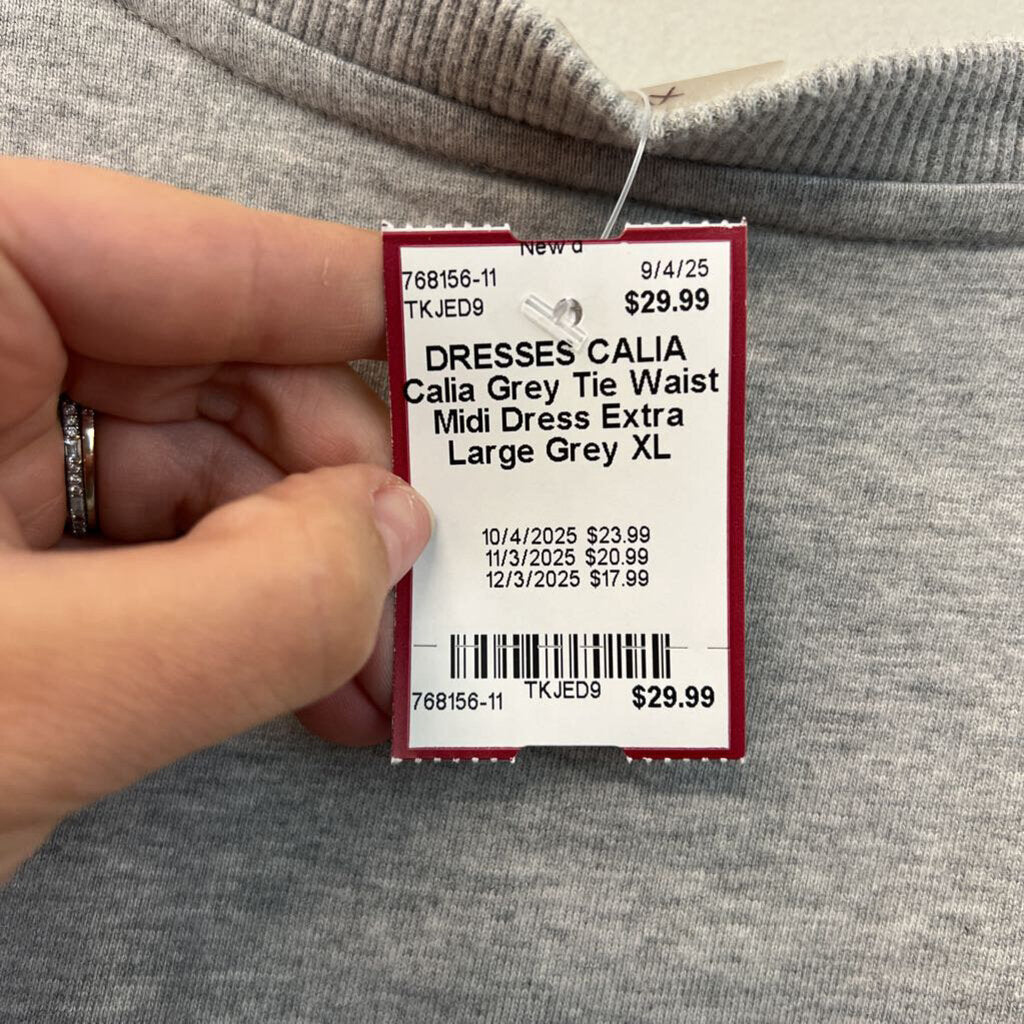 New
768156-11 9/4/25
TKJED9 $29.99
DRESSES CALIA
Calia Grey Tie Waist
Midi Dress Extra
Large Grey XL
10/4/2025 $23.99
11/3/2025 $20.99
12/3/2025 $17.99
TKJED9
768156-11 $29.99